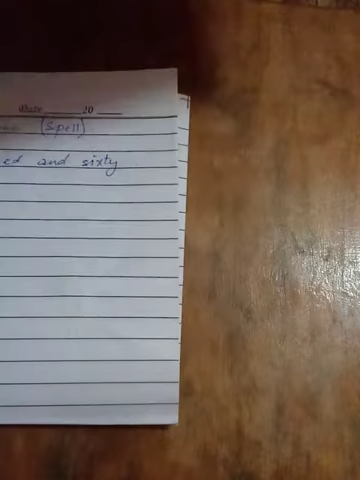 Date 20
(Spell)
ed and sixty